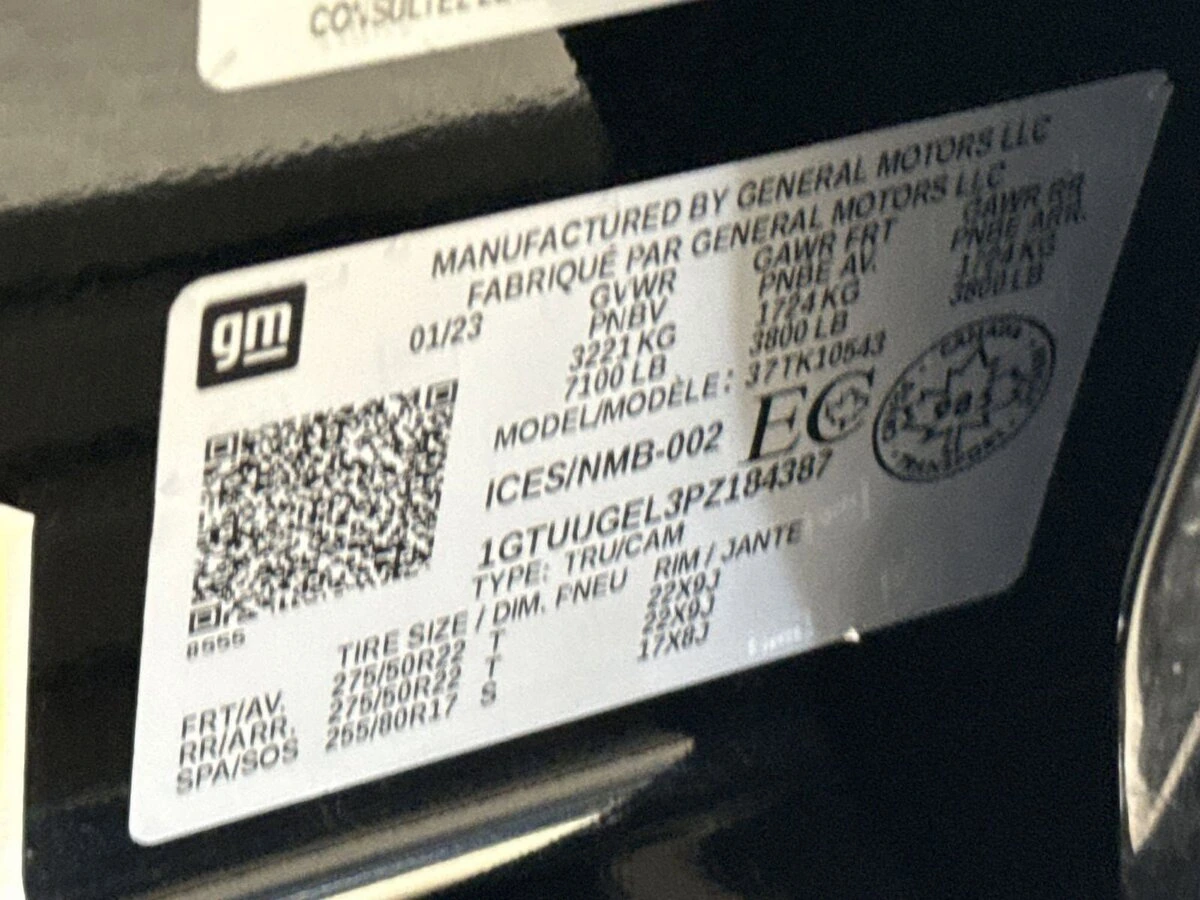 MANUFACTURED BY GENERAL MOTORS LLC
FABRIQUÉ PAR GENERAL MOTORS LLC
gm
01/23
GVWR GAWR FRT GAWR RR
PNBV PNBE AV. PNBE ARR.
3221 KG 1724 KG 1724 KG
7100 LB 3800 LB 3800 LB
MODEL/MODÈLE: 37TK10543
ICES/NMB-002 EC
1GTUUGEL3PZ184387
TYPE: TRU/CAM
TIRE SIZE / DIM. PNEU RIM / JANTE
FRT/AV. 275/50R22 T 22X9J
RR/ARR. 275/50R22 T 22X9J
SPA/SOS 255/80R17 S 17X8J